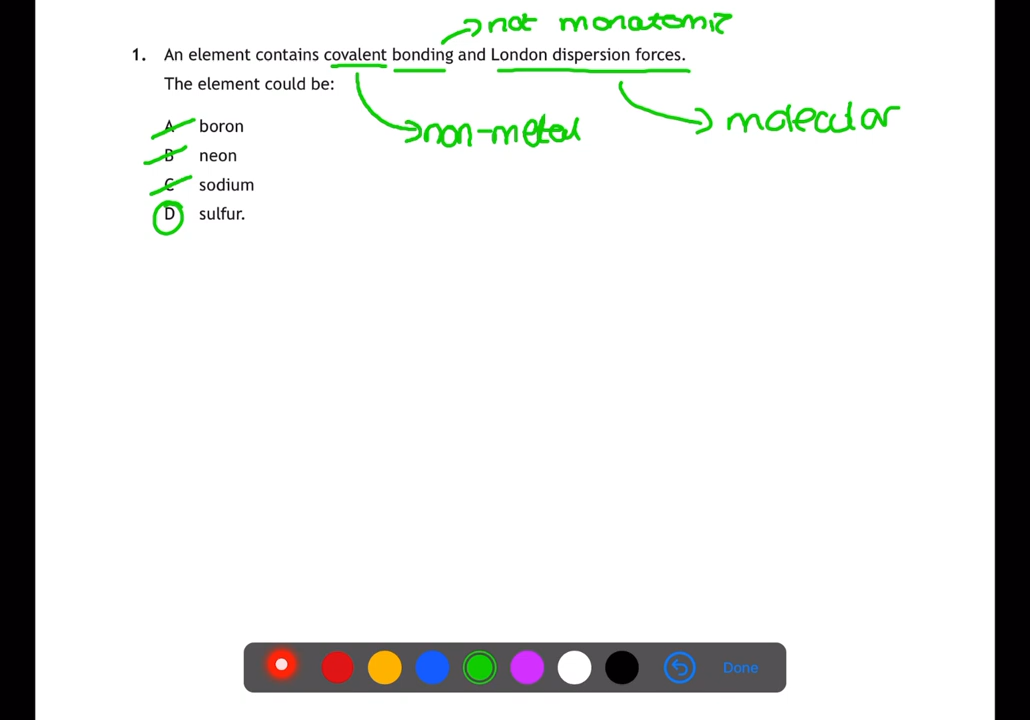 not monatomic
1. An element contains covalent bonding and London dispersion forces.
The element could be:
non-metal
molecular
A boron
B neon
C sodium
D sulfur.
Done